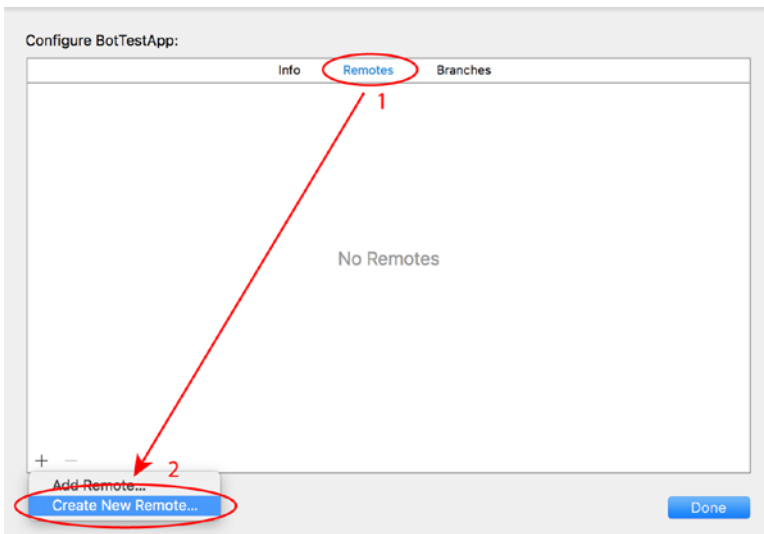 Configure BotTestApp:
Info Remotes Branches
1
No Remotes
+ −
2
Add Remote...
Create New Remote...
Done